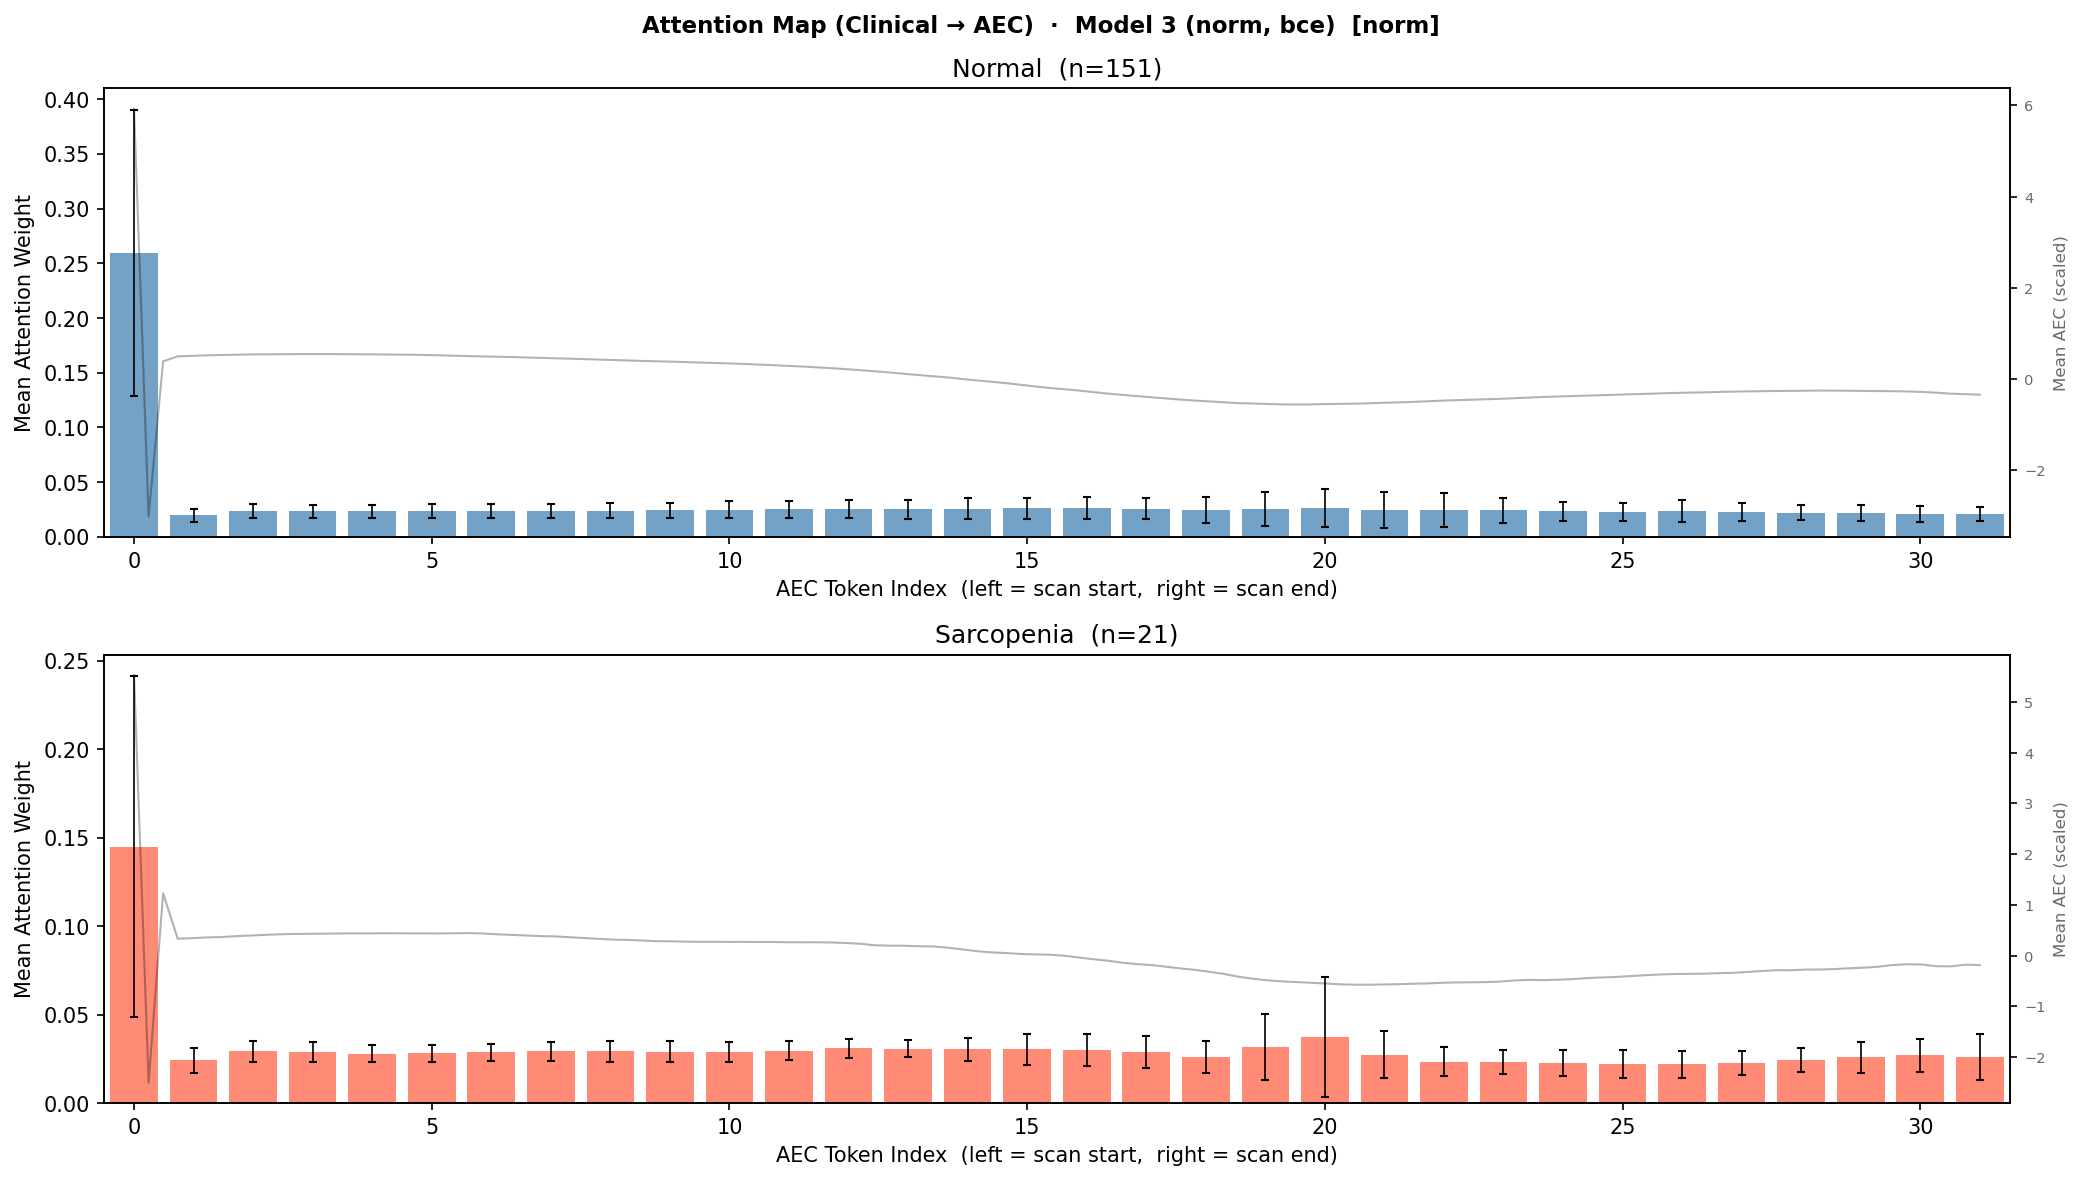 Attention Map (Clinical → AEC)  ·  Model 3 (norm, bce)  [norm]
Normal  (n=151)
Mean Attention Weight
0.40
0.35
0.30
0.25
0.20
0.15
0.10
0.05
0.00
6
4
2
0
−2
Mean AEC (scaled)
0 5 10 15 20 25 30
AEC Token Index  (left = scan start,  right = scan end)
Sarcopenia  (n=21)
Mean Attention Weight
0.25
0.20
0.15
0.10
0.05
0.00
5
4
3
2
1
0
−1
−2
Mean AEC (scaled)
0 5 10 15 20 25 30
AEC Token Index  (left = scan start,  right = scan end)